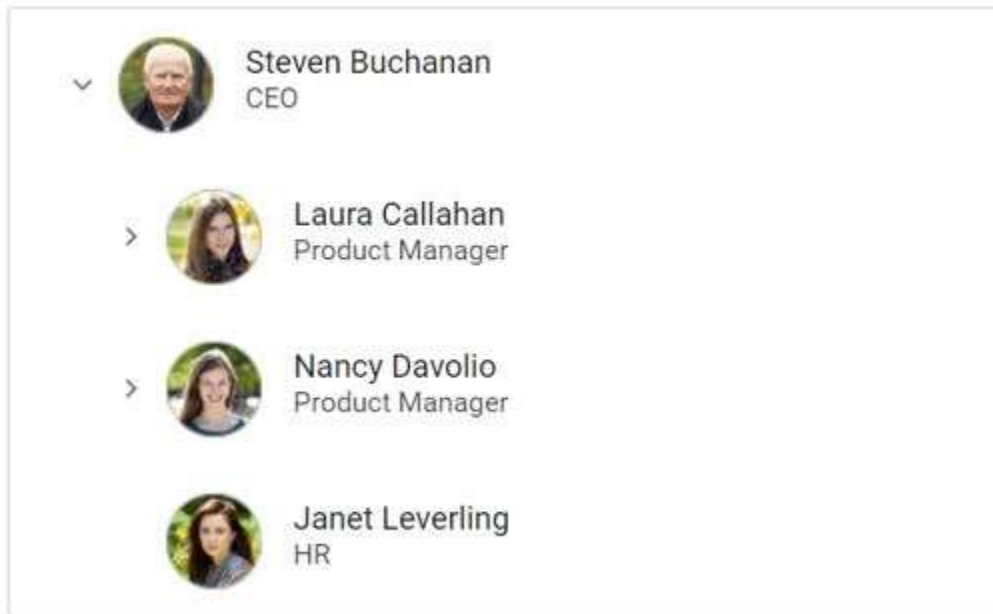 Steven Buchanan
CEO
Laura Callahan
Product Manager
Nancy Davolio
Product Manager
Janet Leverling
HR